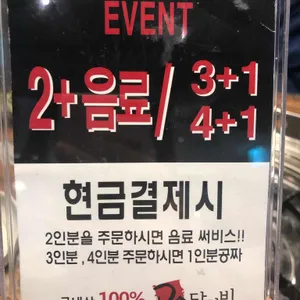 EVENT
2+음료/ 3+1
4+1
현금결제시
2인분을 주문하시면 음료 써비스!!
3인분, 4인분 주문하시면 1인분공짜
100%